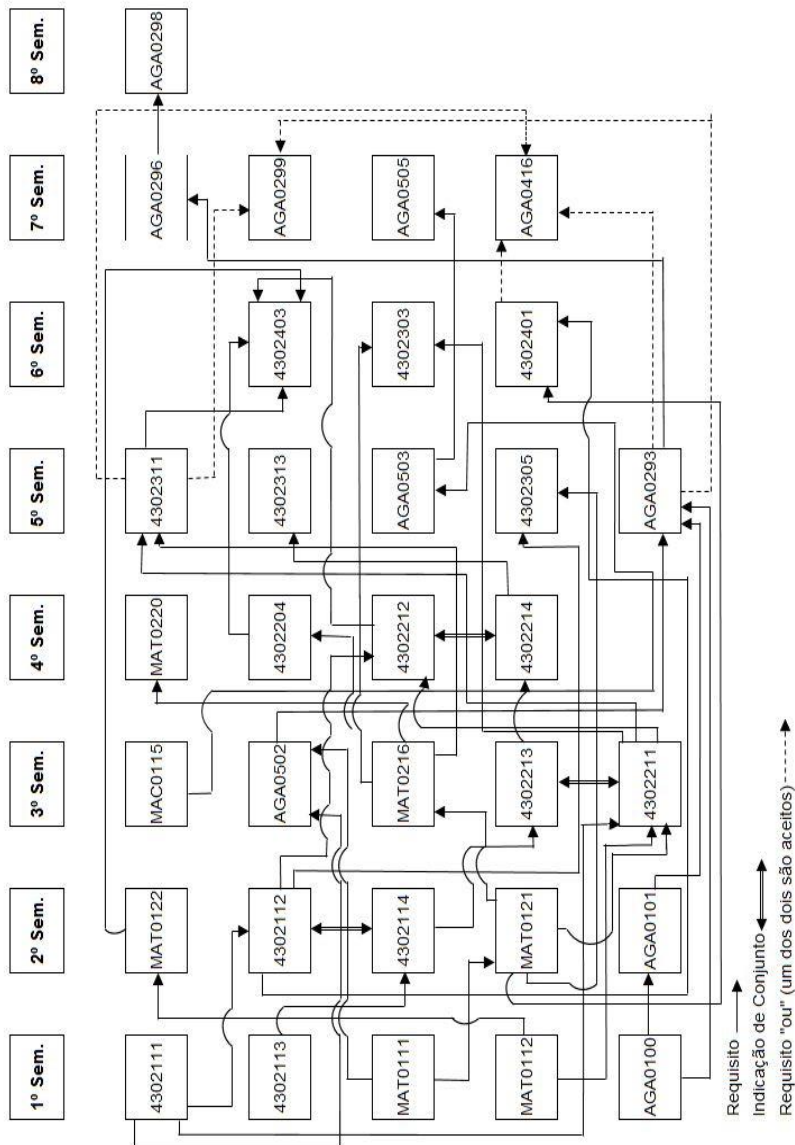 1º Sem.
2º Sem.
3º Sem.
4º Sem.
5º Sem.
6º Sem.
7º Sem.
8º Sem.
4302111
MAT0122
MAC0115
MAT0220
4302311
AGA0296
AGA0298
4302113
4302112
AGA0502
4302204
4302313
4302403
AGA0299
MAT0111
4302114
MAT0216
4302212
AGA0503
4302303
AGA0505
MAT0112
MAT0121
4302213
4302214
4302305
4302401
AGA0416
AGA0100
AGA0101
4302211
AGA0293
Requisito
Indicação de Conjunto
Requisito "ou" (um dos dois são aceitos)